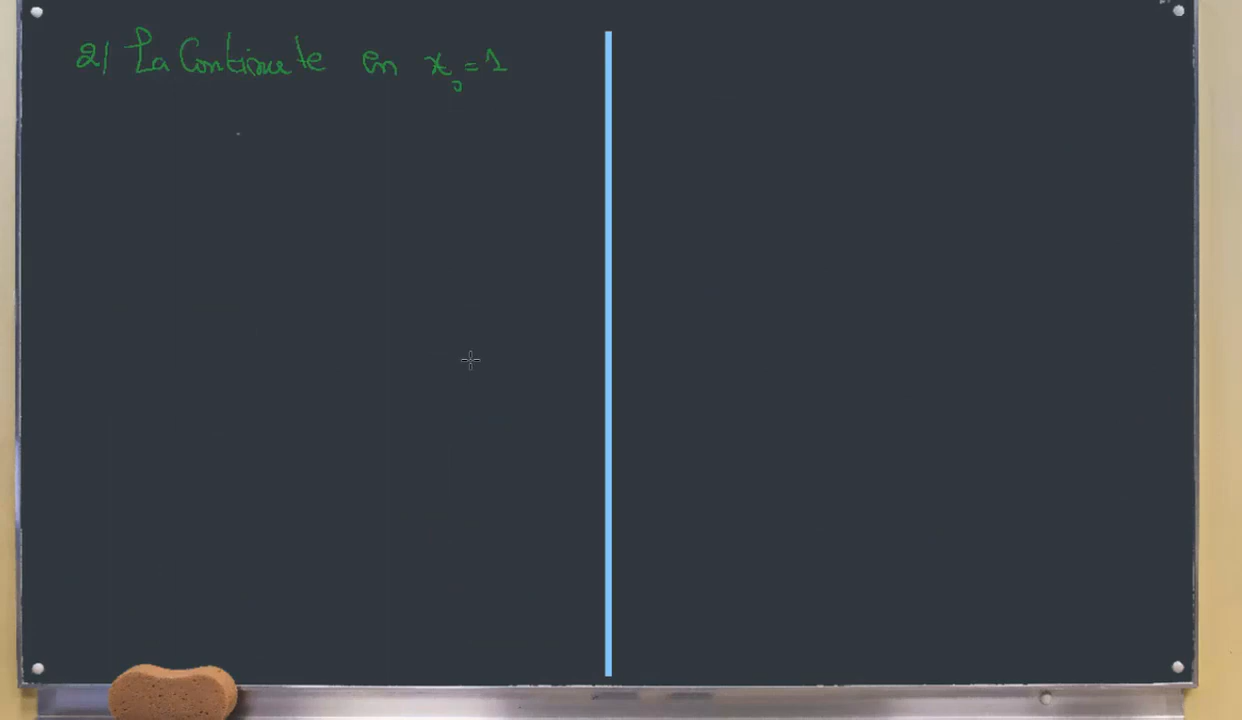 2/ La Continuite en x₀=1